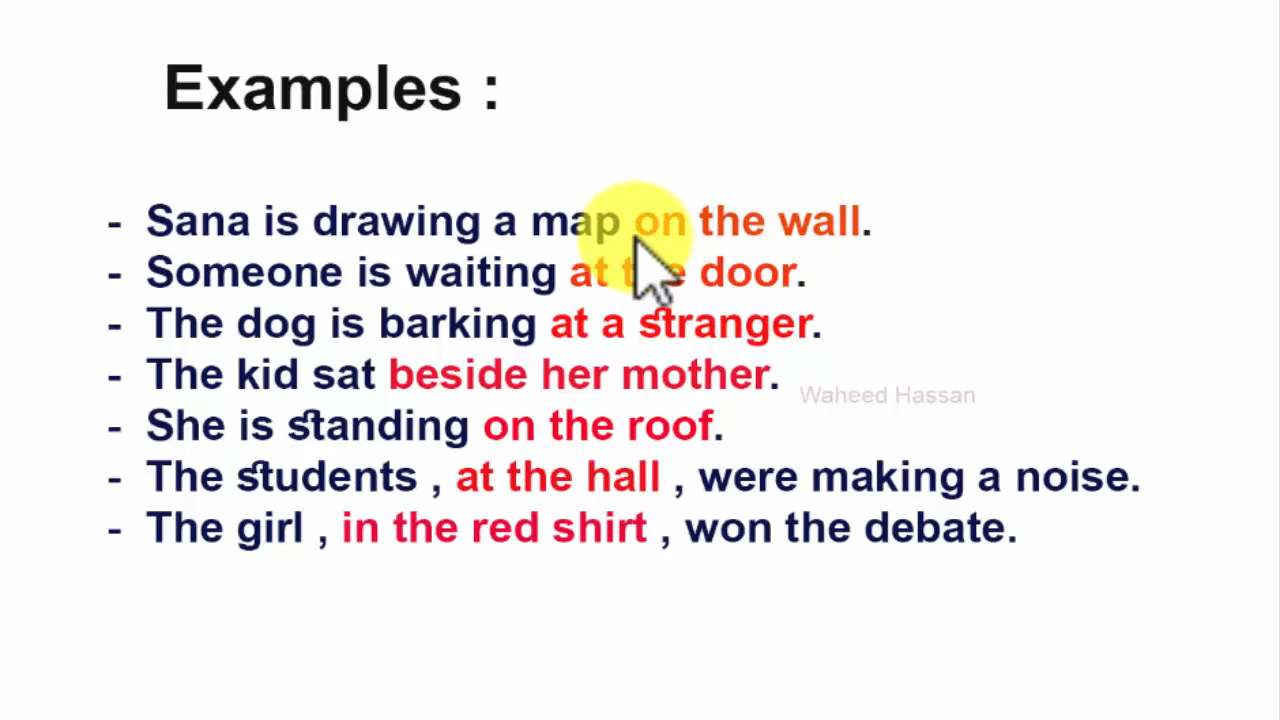 Examples :
- Sana is drawing a map on the wall.
- Someone is waiting at the door.
- The dog is barking at a stranger.
- The kid sat beside her mother.
Waheed Hassan
- She is standing on the roof.
- The students , at the hall , were making a noise.
- The girl , in the red shirt , won the debate.